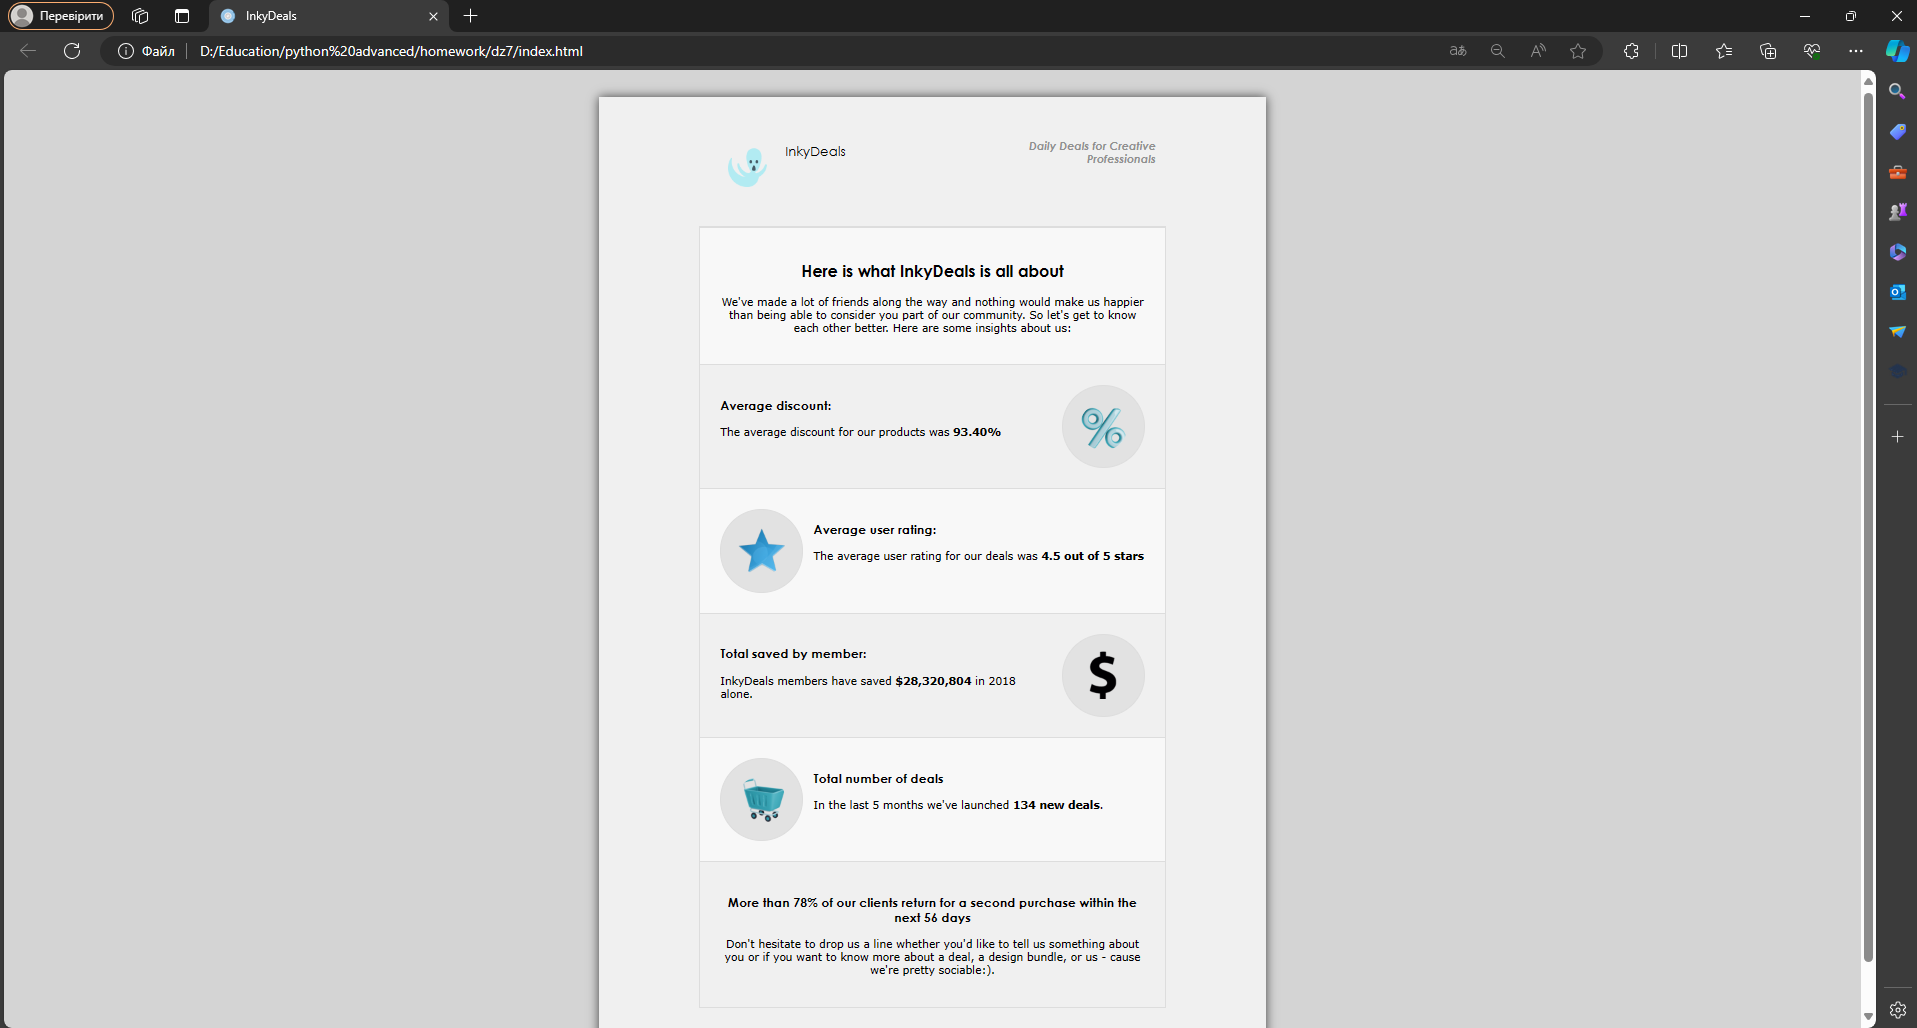 Перевірити
InkyDeals
Файл
D:/Education/python%20advanced/homework/dz7/index.html
InkyDeals
Daily Deals for Creative
Professionals
Here is what InkyDeals is all about
We've made a lot of friends along the way and nothing would make us happier
than being able to consider you part of our community. So let's get to know
each other better. Here are some insights about us:
Average discount:
The average discount for our products was 93.40%
Average user rating:
The average user rating for our deals was 4.5 out of 5 stars
Total saved by member:
InkyDeals members have saved $28,320,804 in 2018
alone.
$
Total number of deals
In the last 5 months we've launched 134 new deals.
More than 78% of our clients return for a second purchase within the
next 56 days
Don't hesitate to drop us a line whether you'd like to tell us something about
you or if you want to know more about a deal, a design bundle, or us - cause
we're pretty sociable:).